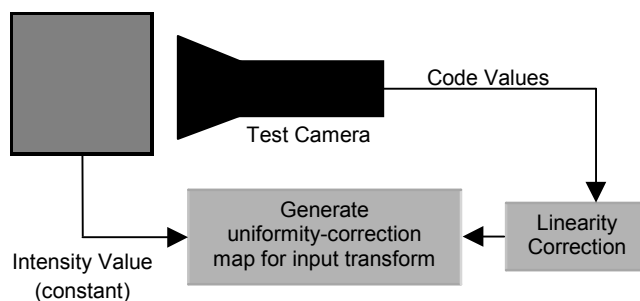 Code Values
Test Camera
Generate
uniformity-correction
map for input transform
Linearity
Correction
Intensity Value
(constant)